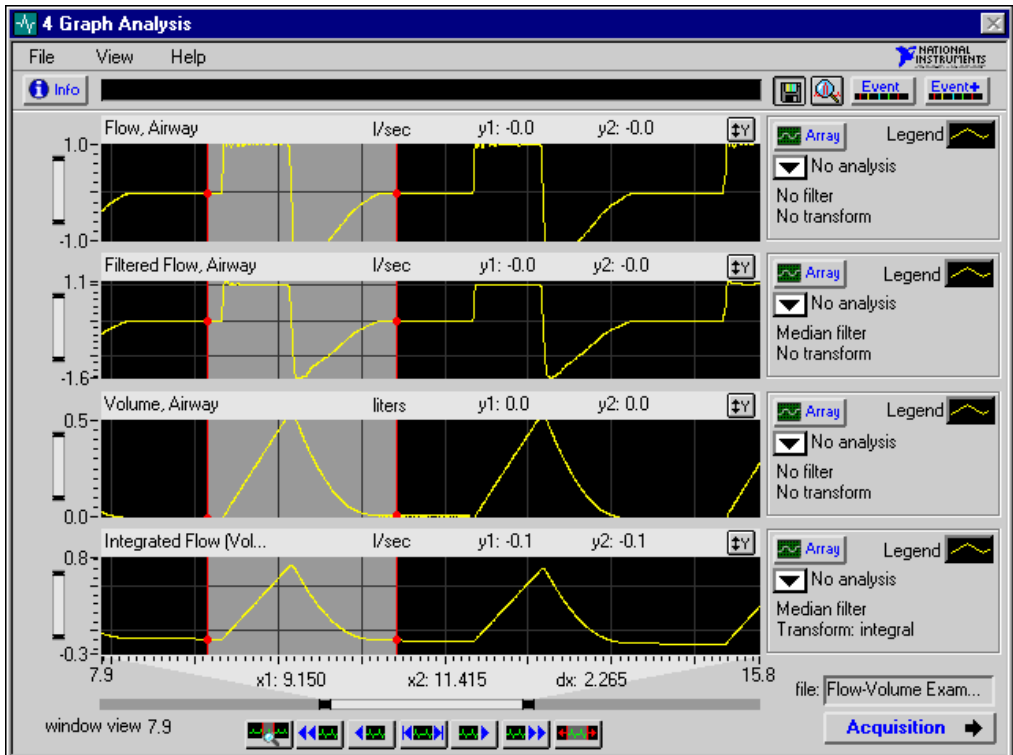 4 Graph Analysis
File View Help
NATIONAL
INSTRUMENTS
Info
Event Event+
Flow, Airway l/sec y1: -0.0 y2: -0.0 Y
1.0
-1.0
Array Legend
No analysis
No filter
No transform
Filtered Flow, Airway l/sec y1: -0.0 y2: -0.0 Y
1.1
-1.6
Array Legend
No analysis
Median filter
No transform
Volume, Airway liters y1: 0.0 y2: 0.0 Y
0.5
0.0
Array Legend
No analysis
No filter
No transform
Integrated Flow (Vol... l/sec y1: -0.1 y2: -0.1 Y
0.8
-0.3
Array Legend
No analysis
Median filter
Transform: integral
7.9 x1: 9.150 x2: 11.415 dx: 2.265 15.8
file: Flow-Volume Exam...
window view 7.9
Acquisition